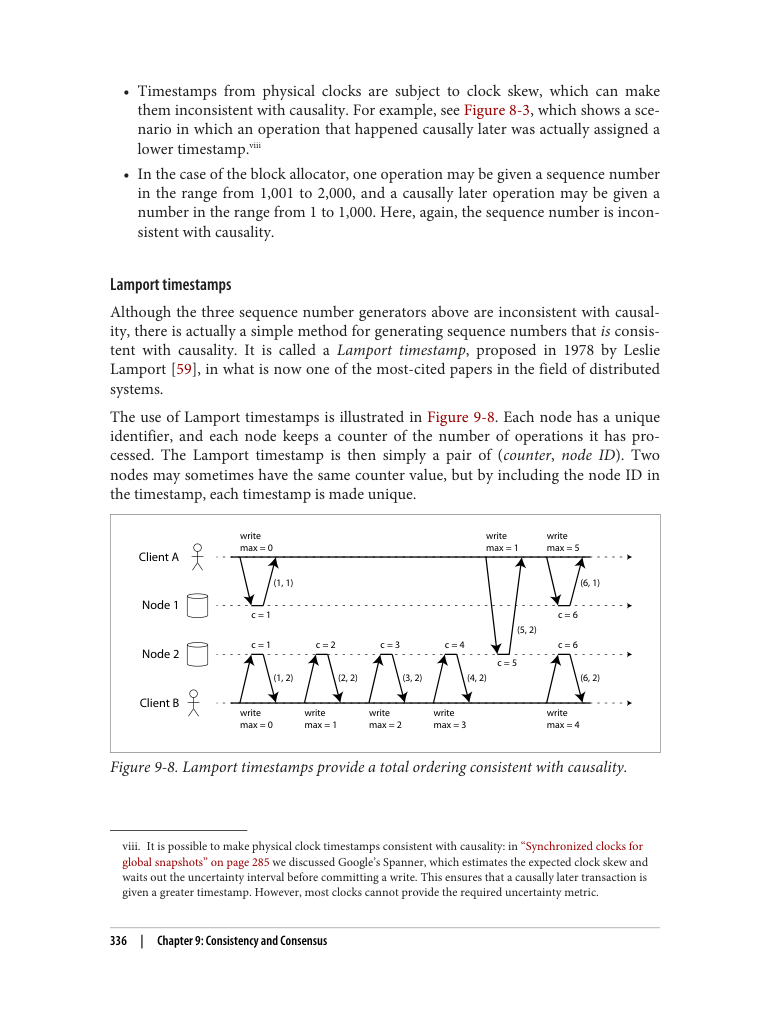 • Timestamps from physical clocks are subject to clock skew, which can make
them inconsistent with causality. For example, see Figure 8-3, which shows a sce-
nario in which an operation that happened causally later was actually assigned a
lower timestamp.viii
• In the case of the block allocator, one operation may be given a sequence number
in the range from 1,001 to 2,000, and a causally later operation may be given a
number in the range from 1 to 1,000. Here, again, the sequence number is incon-
sistent with causality.
Lamport timestamps
Although the three sequence number generators above are inconsistent with causal-
ity, there is actually a simple method for generating sequence numbers that is consis-
tent with causality. It is called a Lamport timestamp, proposed in 1978 by Leslie
Lamport [59], in what is now one of the most-cited papers in the field of distributed
systems.
The use of Lamport timestamps is illustrated in Figure 9-8. Each node has a unique
identifier, and each node keeps a counter of the number of operations it has pro-
cessed. The Lamport timestamp is then simply a pair of (counter, node ID). Two
nodes may sometimes have the same counter value, but by including the node ID in
the timestamp, each timestamp is made unique.
write write write
max = 0 max = 1 max = 5
Client A
(1, 1) (6, 1)
Node 1
c = 1 c = 6
(5, 2)
c = 1 c = 2 c = 3 c = 4 c = 6
Node 2
c = 5
(1, 2) (2, 2) (3, 2) (4, 2) (6, 2)
Client B
write write write write write
max = 0 max = 1 max = 2 max = 3 max = 4
Figure 9-8. Lamport timestamps provide a total ordering consistent with causality.
viii. It is possible to make physical clock timestamps consistent with causality: in “Synchronized clocks for
global snapshots” on page 285 we discussed Google’s Spanner, which estimates the expected clock skew and
waits out the uncertainty interval before committing a write. This ensures that a causally later transaction is
given a greater timestamp. However, most clocks cannot provide the required uncertainty metric.
336 | Chapter 9: Consistency and Consensus